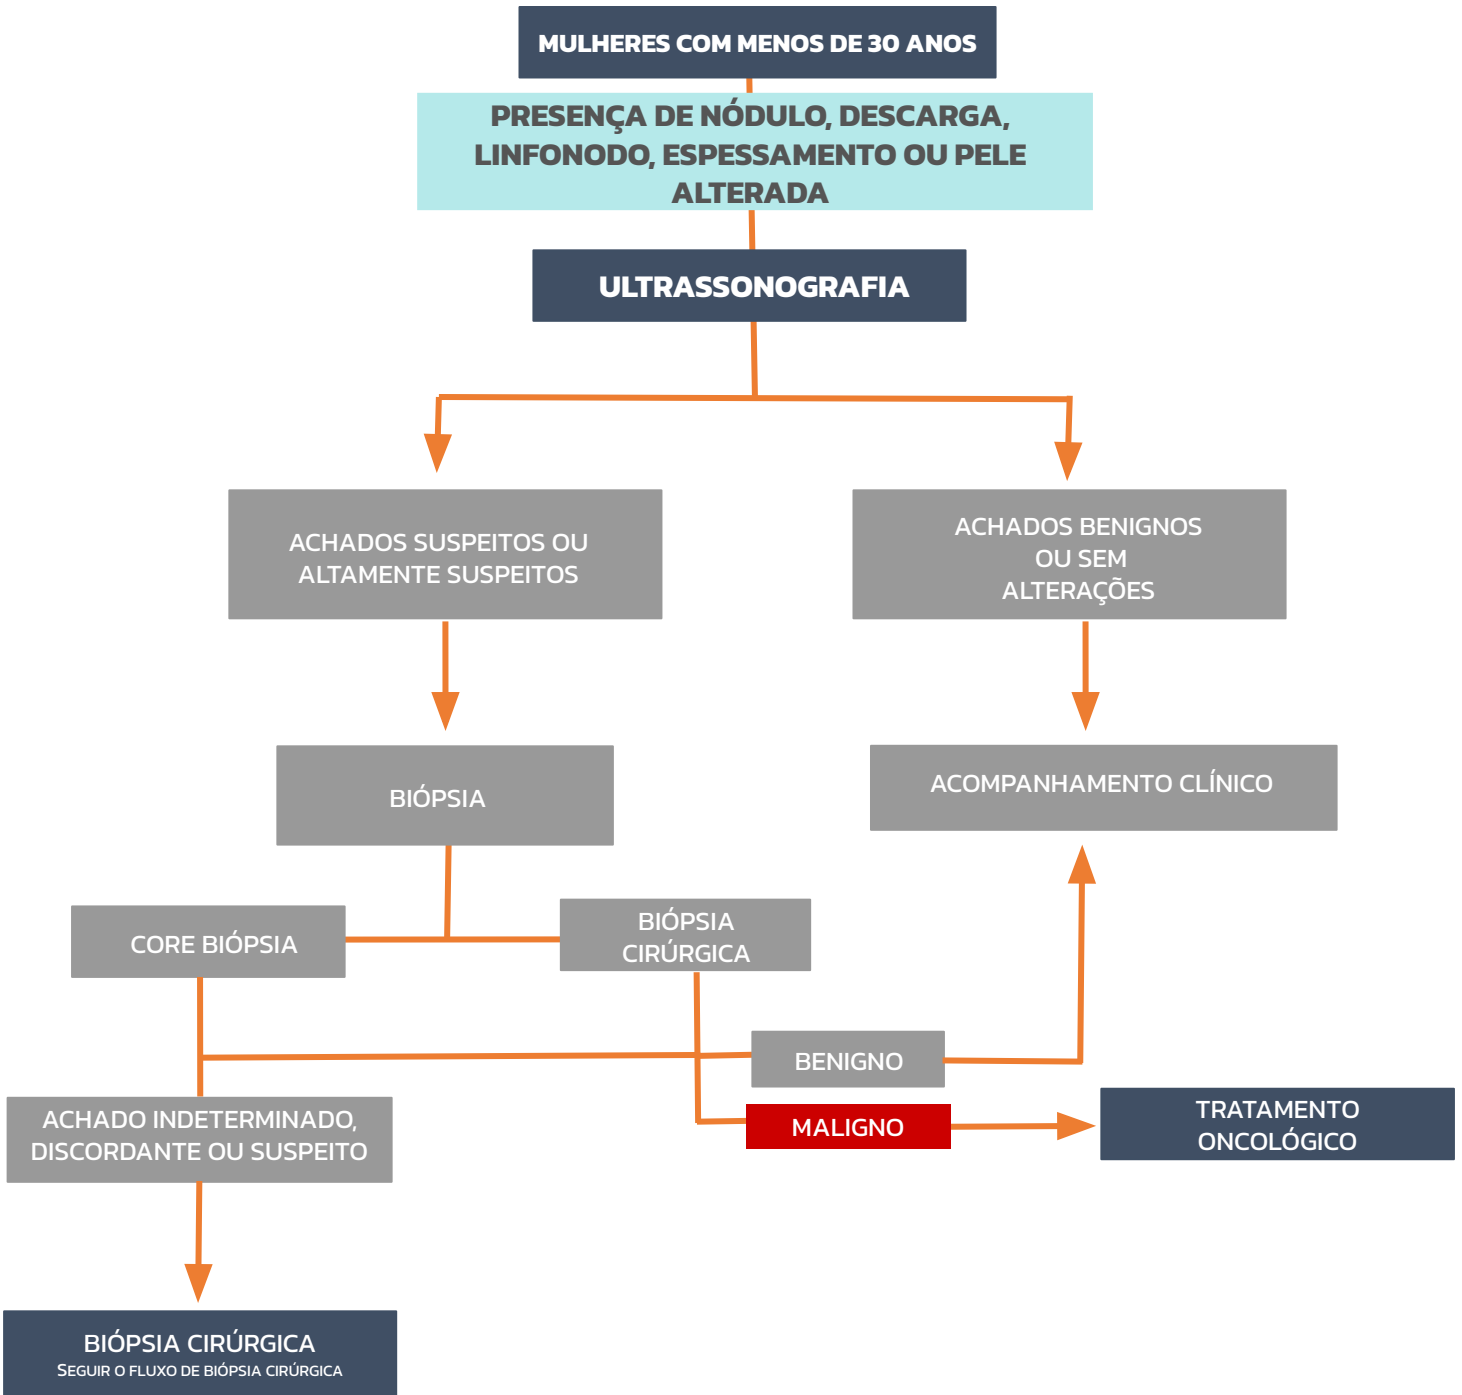 MULHERES COM MENOS DE 30 ANOS
PRESENÇA DE NÓDULO, DESCARGA,
LINFONODO, ESPESSAMENTO OU PELE
ALTERADA
ULTRASSONOGRAFIA
ACHADOS SUSPEITOS OU
ALTAMENTE SUSPEITOS
ACHADOS BENIGNOS
OU SEM
ALTERAÇÕES
BIÓPSIA
ACOMPANHAMENTO CLÍNICO
CORE BIÓPSIA
BIÓPSIA
CIRÚRGICA
BENIGNO
MALIGNO
TRATAMENTO
ONCOLÓGICO
ACHADO INDETERMINADO,
DISCORDANTE OU SUSPEITO
BIÓPSIA CIRÚRGICA
SEGUIR O FLUXO DE BIÓPSIA CIRÚRGICA